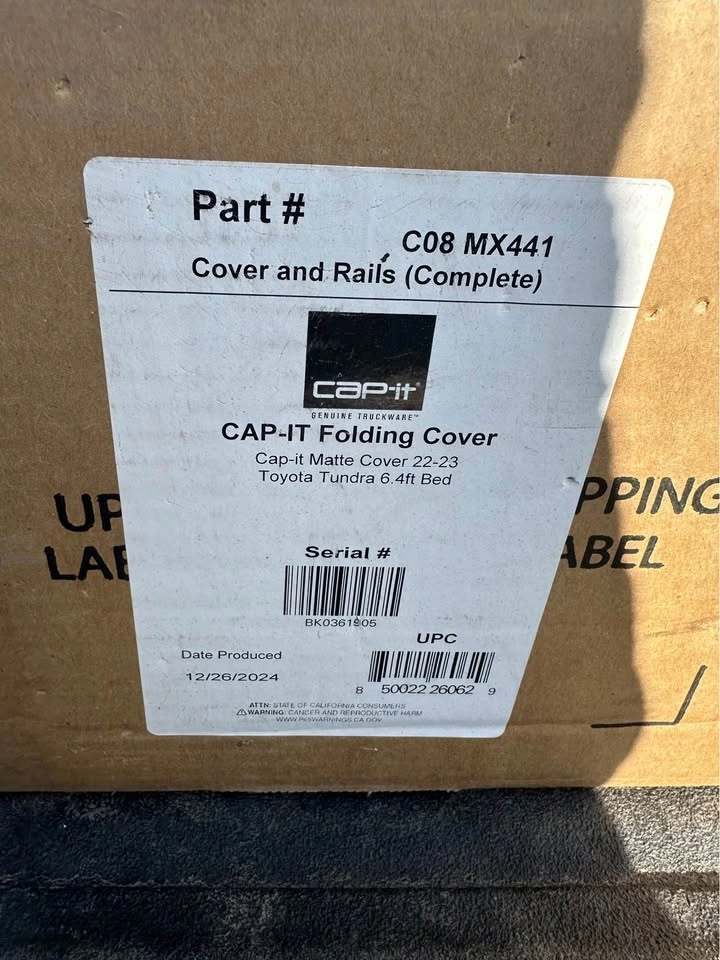 Part #
C08 MX441
Cover and Rails (Complete)
cap-it
GENUINE TRUCKWARE™
CAP-IT Folding Cover
Cap-it Matte Cover 22-23
Toyota Tundra 6.4ft Bed
UP
PPING
LAB
ABEL
Serial #
BK0361905
UPC
Date Produced
12/26/2024
8 50022 26062 9
ATTN: STATE OF CALIFORNIA CONSUMERS
⚠WARNING: CANCER AND REPRODUCTIVE HARM
WWW.P65WARNINGS.CA.GOV